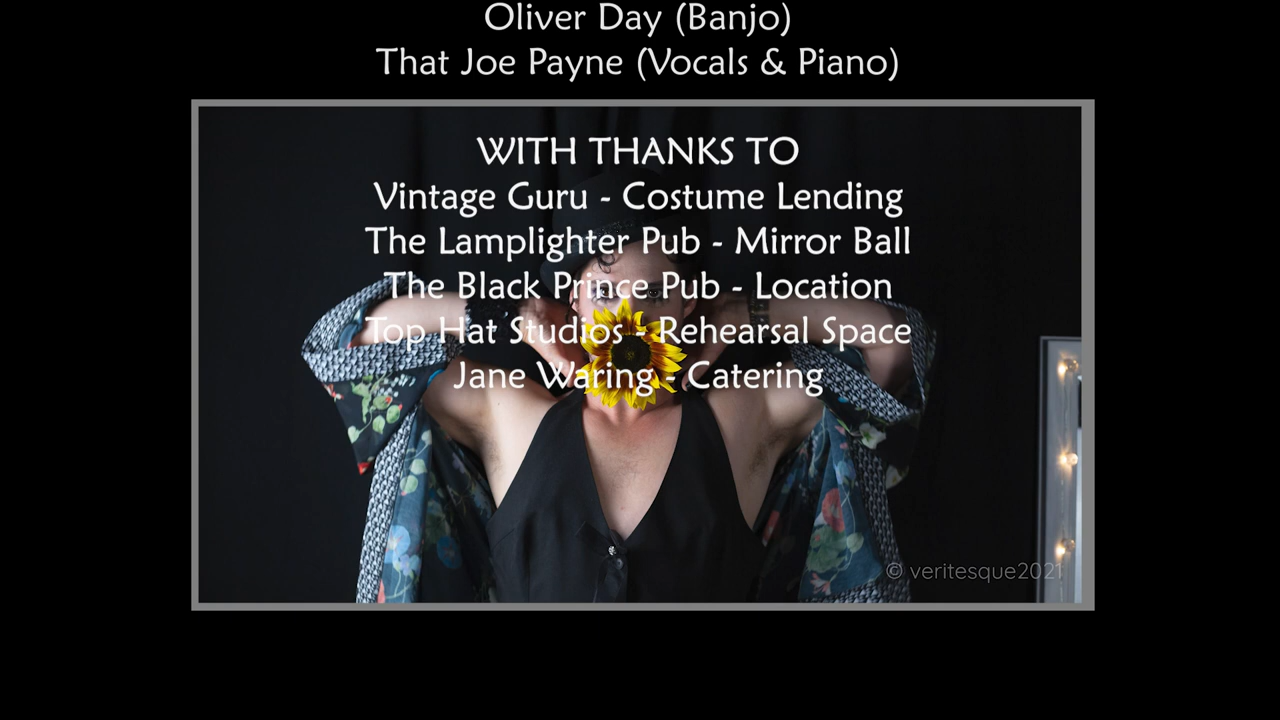 Oliver Day (Banjo)
That Joe Payne (Vocals & Piano)
WITH THANKS TO
Vintage Guru - Costume Lending
The Lamplighter Pub - Mirror Ball
The Black Prince Pub - Location
Top Hat Studios - Rehearsal Space
Jane Waring - Catering
© veritesque2021